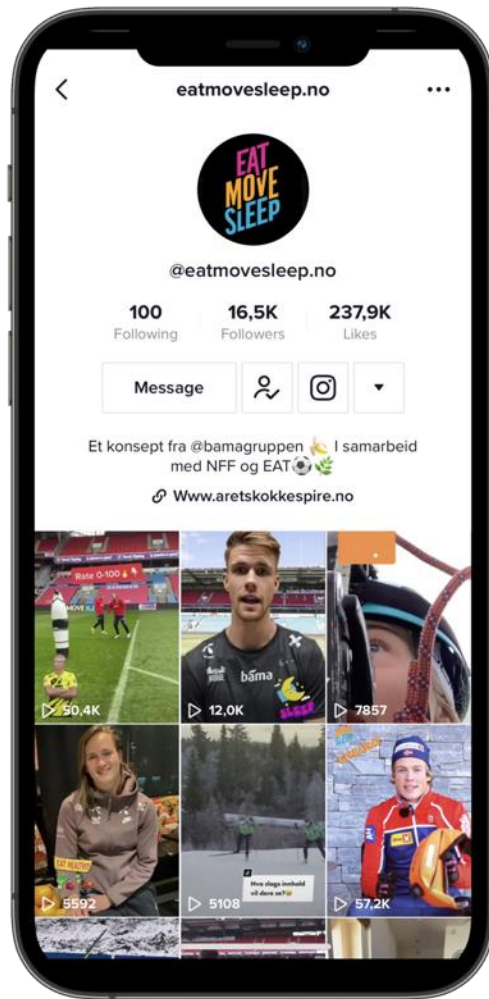 eatmovesleep.no
EAT
MOVE
SLEEP
@eatmovesleep.no
100
16,5K
237,9K
Following
Followers
Likes
Message
Et konsept fra @bamagruppen 🍌 I samarbeid
med NFF og EAT⚽🌿
Www.aretskokkespire.no
Rate 0-100🔥👇
50,4K
bama
SLEEP
12,0K
7857
EAT HEALTHY
5592
Hva slags innhold
vil dere se?😄
5108
57,2K